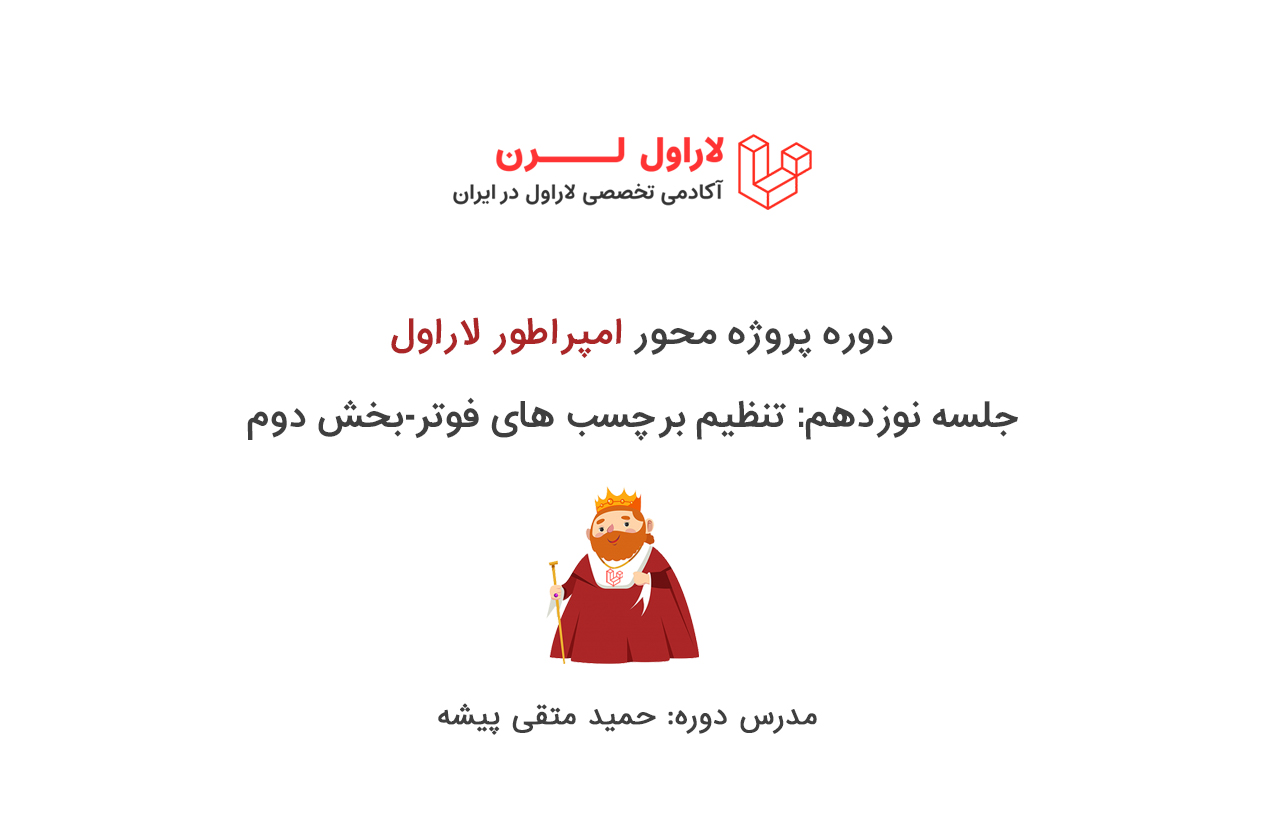 لاراول لــــرن
آکادمی تخصصی لاراول در ایران
دوره پروژه محور امپراطور لاراول
جلسه نوزدهم: تنظیم برچسب های فوتر-بخش دوم
مدرس دوره: حمید متقی پیشه